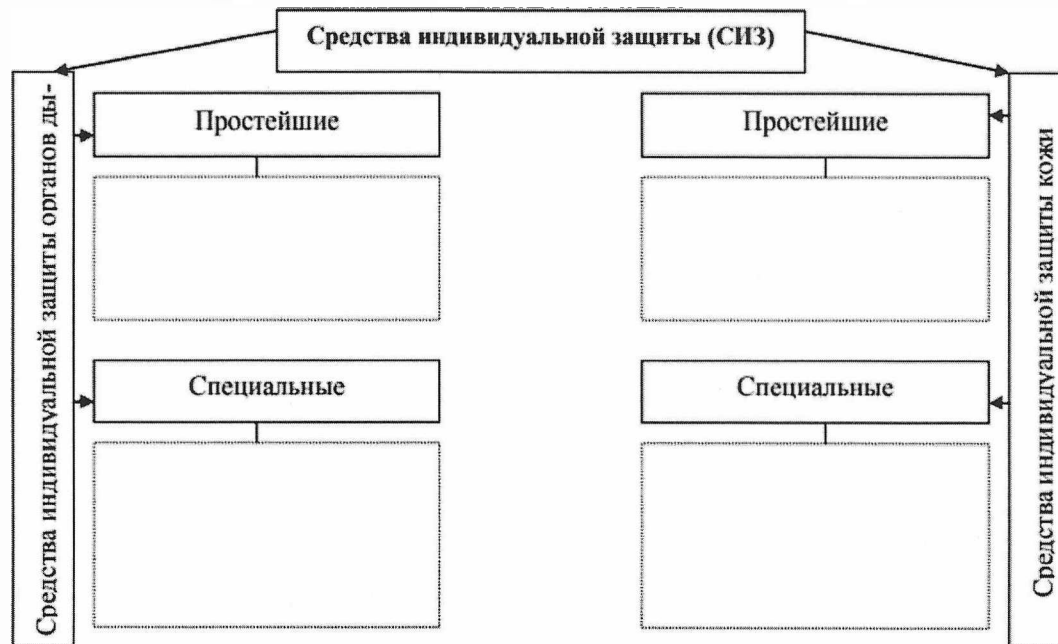 Средства индивидуальной защиты (СИЗ)
Средства индивидуальной защиты органов ды-
Простейшие
Простейшие
Специальные
Специальные
Средства индивидуальной защиты кожи